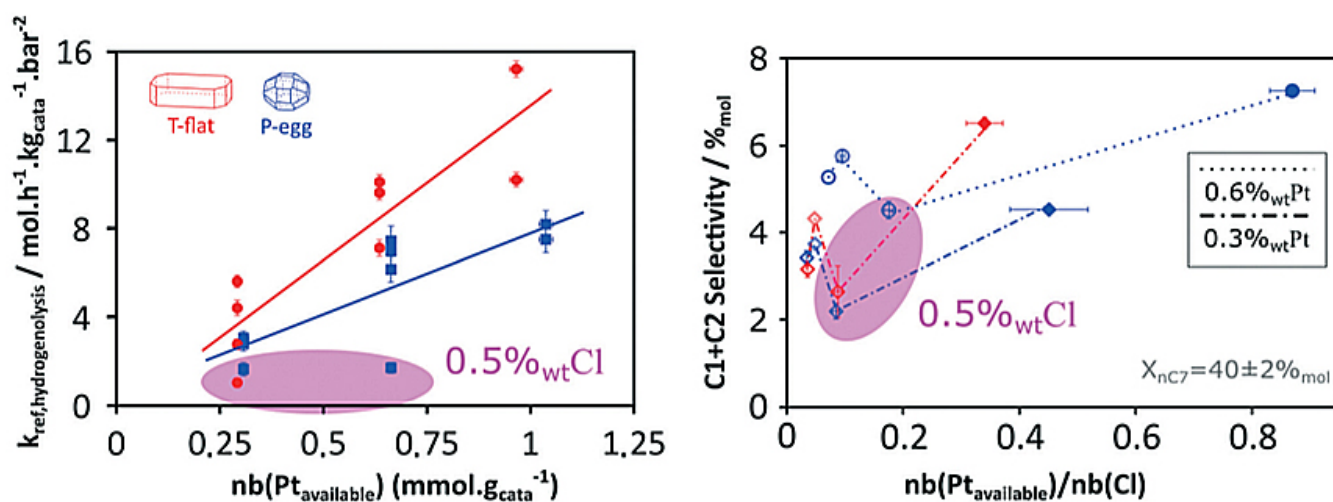 k_ref,hydrogenolysis / mol.h⁻¹.kg_cata⁻¹.bar⁻²
16
12
8
4
0
T-flat
P-egg
0.5%wtCl
0
0,25
0,5
0,75
1
1,25
nb(Pt_available) (mmol.g_cata⁻¹)
C1+C2 Selectivity / %mol
8
6
4
2
0
0.6%wtPt
0.3%wtPt
0.5%wtCl
X_nC7=40±2%mol
0
0.2
0.4
0.6
0.8
nb(Pt_available)/nb(Cl)